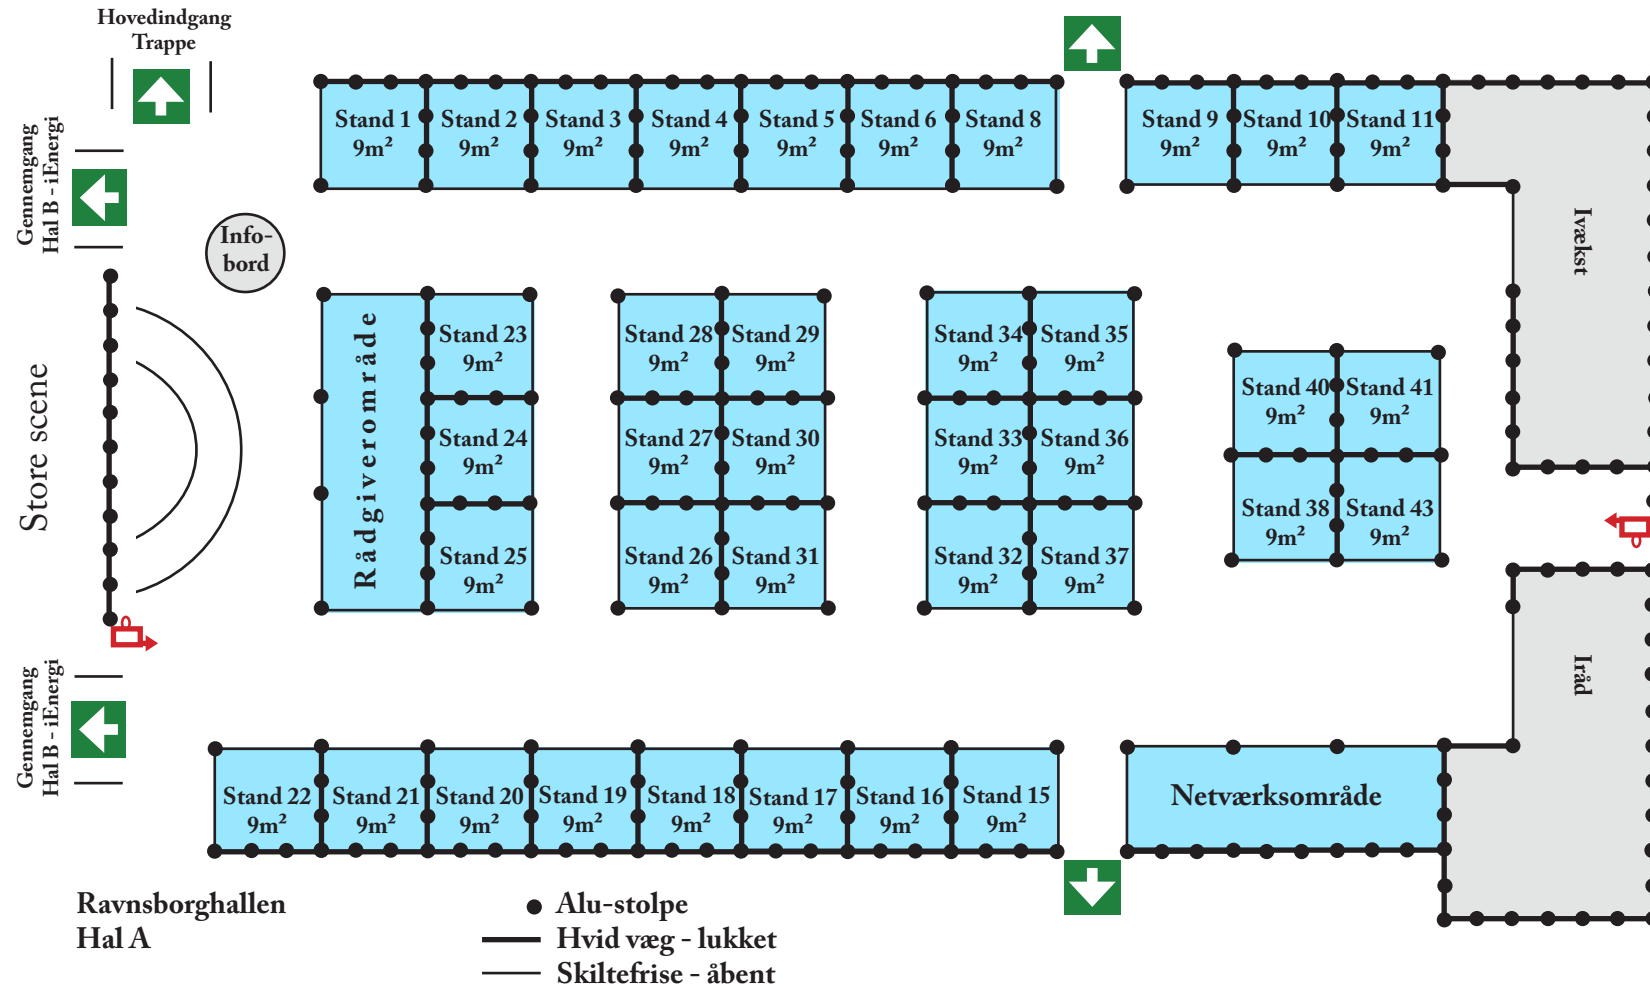 Hovedindgang
Trappe
Gennemgang
Hal B - iEnergi
Stand 1
9m²
Stand 2
9m²
Stand 3
9m²
Stand 4
9m²
Stand 5
9m²
Stand 6
9m²
Stand 8
9m²
Stand 9
9m²
Stand 10
9m²
Stand 11
9m²
Ivækst
Info-
bord
Store scene
Rådgiverområde
Stand 23
9m²
Stand 24
9m²
Stand 25
9m²
Stand 28
9m²
Stand 29
9m²
Stand 27
9m²
Stand 30
9m²
Stand 26
9m²
Stand 31
9m²
Stand 34
9m²
Stand 35
9m²
Stand 33
9m²
Stand 36
9m²
Stand 32
9m²
Stand 37
9m²
Stand 40
9m²
Stand 41
9m²
Stand 38
9m²
Stand 43
9m²
Iråd
Gennemgang
Hal B - iEnergi
Stand 22
9m²
Stand 21
9m²
Stand 20
9m²
Stand 19
9m²
Stand 18
9m²
Stand 17
9m²
Stand 16
9m²
Stand 15
9m²
Netværksområde
Ravnsborghallen
Hal A
Alu-stolpe
Hvid væg - lukket
Skiltefrise - åbent